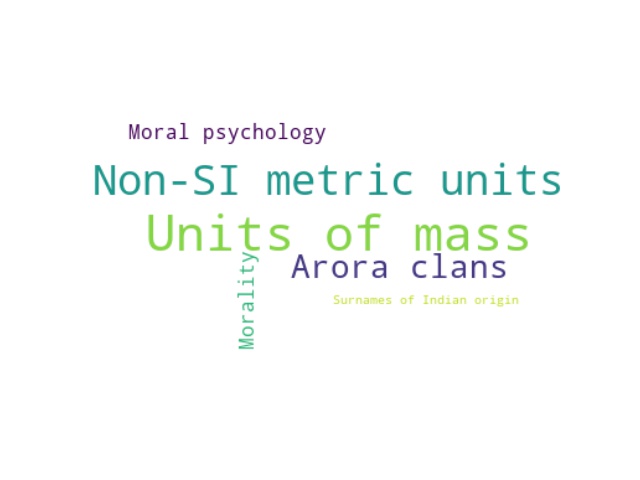 Moral psychology
Non-SI metric units
Units of mass
Arora clans
Morality
Surnames of Indian origin